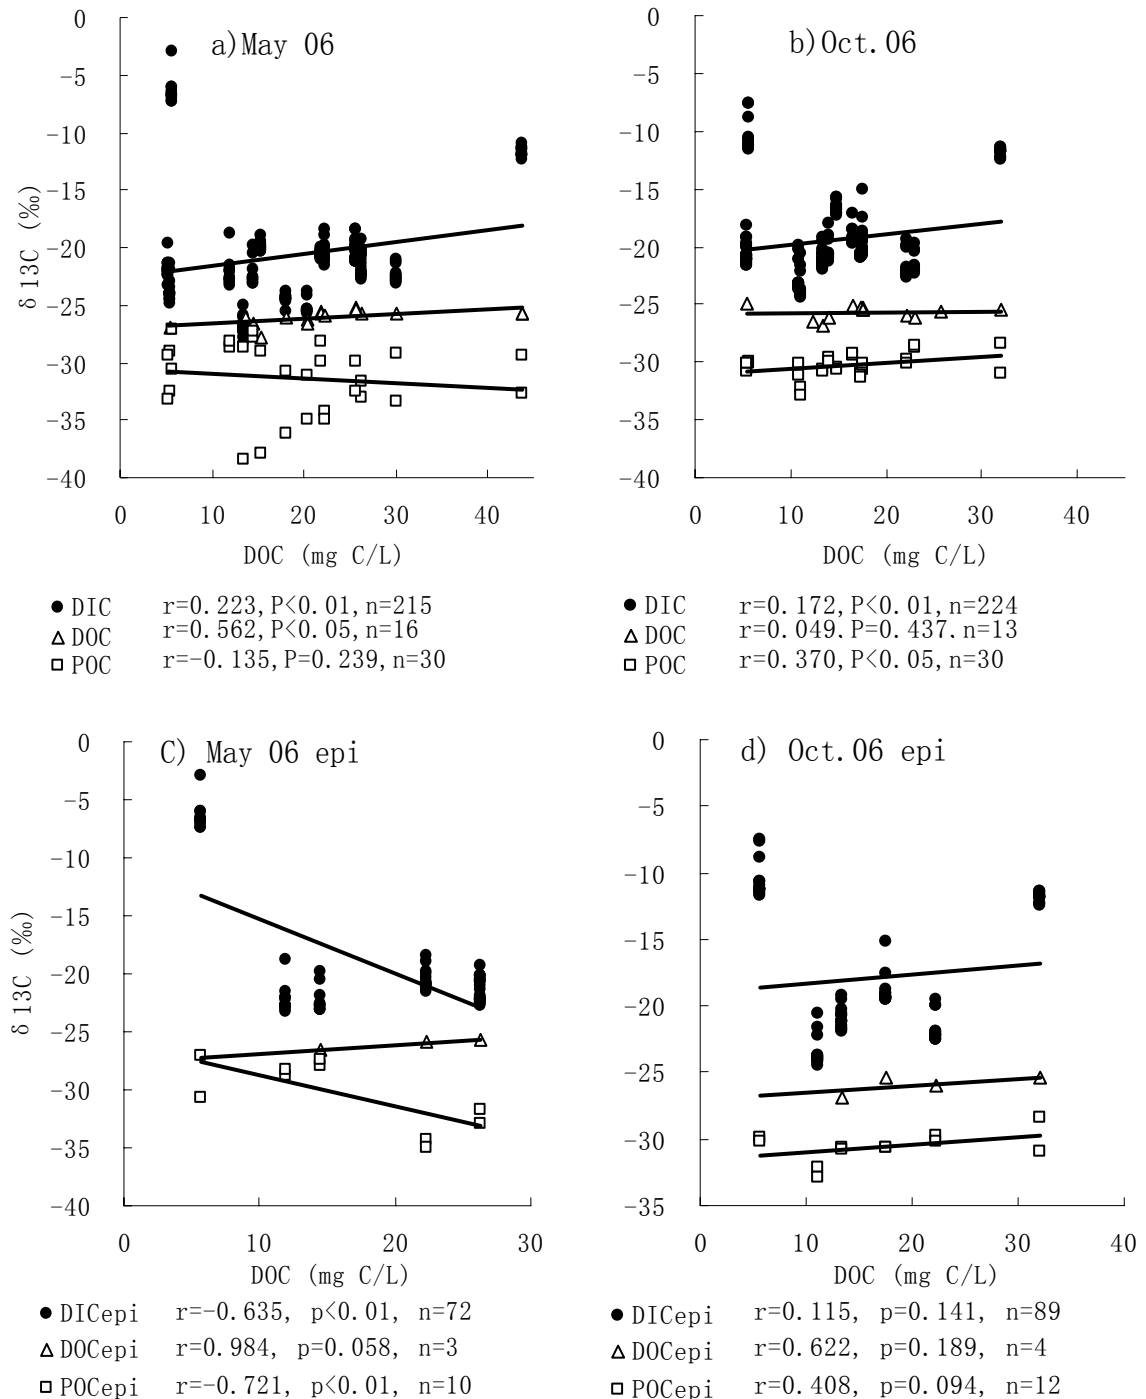 a)May 06
0
-5
-10
-15
-20
-25
-30
-35
-40
δ13C (‰)
0 10 20 30 40
DOC (mg C/L)
● DIC r=0.223,P<0.01,n=215
△ DOC r=0.562,P<0.05,n=16
□ POC r=-0.135,P=0.239,n=30
b)Oct.06
0
-5
-10
-15
-20
-25
-30
-35
-40
0 10 20 30 40
DOC (mg C/L)
● DIC r=0.172,P<0.01,n=224
△ DOC r=0.049,P=0.437,n=13
□ POC r=0.370,P<0.05,n=30
C) May 06 epi
0
-5
-10
-15
-20
-25
-30
-35
-40
δ13C (‰)
0 10 20 30
DOC (mg C/L)
● DICepi r=-0.635, p<0.01, n=72
△ DOCepi r=0.984, p=0.058, n=3
□ POCepi r=-0.721, p<0.01, n=10
d) Oct.06 epi
0
-5
-10
-15
-20
-25
-30
-35
0 10 20 30 40
DOC (mg C/L)
● DICepi r=0.115, p=0.141, n=89
△ DOCepi r=0.622, p=0.189, n=4
□ POCepi r=0.408, p=0.094, n=12